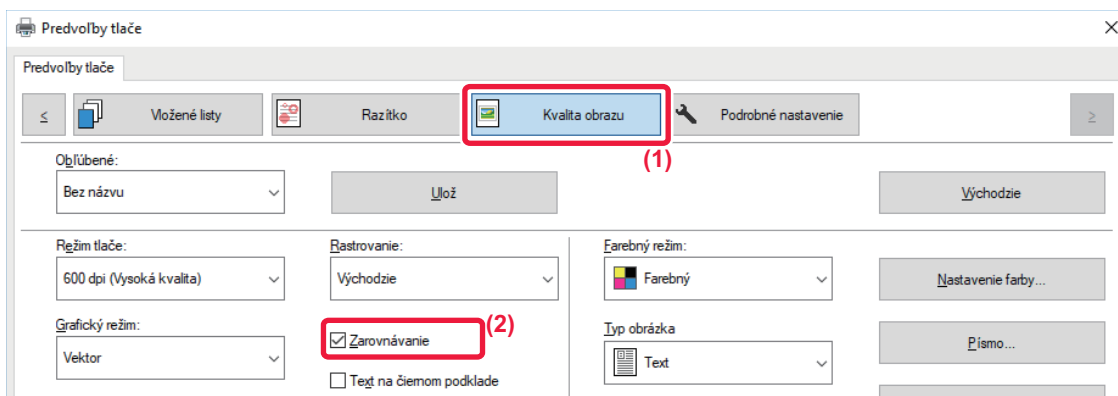 Predvoľby tlače
Predvoľby tlače
< Vložené listy Razítko Kvalita obrazu Podrobné nastavenie >
(1)
Obľúbené:
Bez názvu Ulož Východzie
Režim tlače: Rastrovanie: Farebný režim:
600 dpi (Vysoká kvalita) Východzie Farebný Nastavenie farby...
(2)
Grafický režim: Zarovnávanie Typ obrázka Písmo...
Vektor Text
Text na čiernom podklade